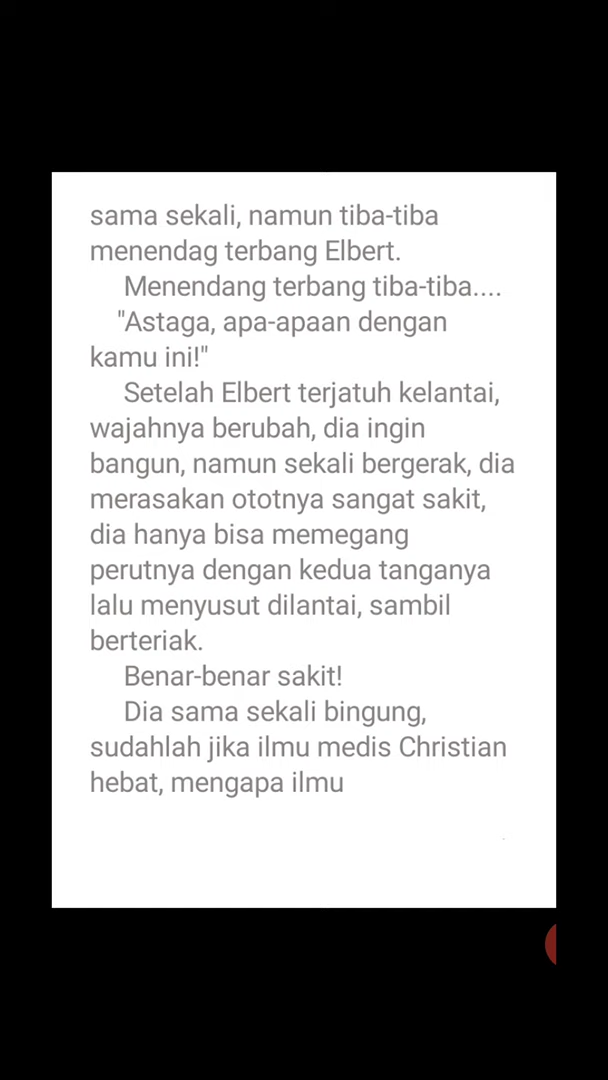 sama sekali, namun tiba-tiba
menendag terbang Elbert.
Menendang terbang tiba-tiba....
"Astaga, apa-apaan dengan
kamu ini!"
Setelah Elbert terjatuh kelantai,
wajahnya berubah, dia ingin
bangun, namun sekali bergerak, dia
merasakan ototnya sangat sakit,
dia hanya bisa memegang
perutnya dengan kedua tanganya
lalu menyusut dilantai, sambil
berteriak.
Benar-benar sakit!
Dia sama sekali bingung,
sudahlah jika ilmu medis Christian
hebat, mengapa ilmu